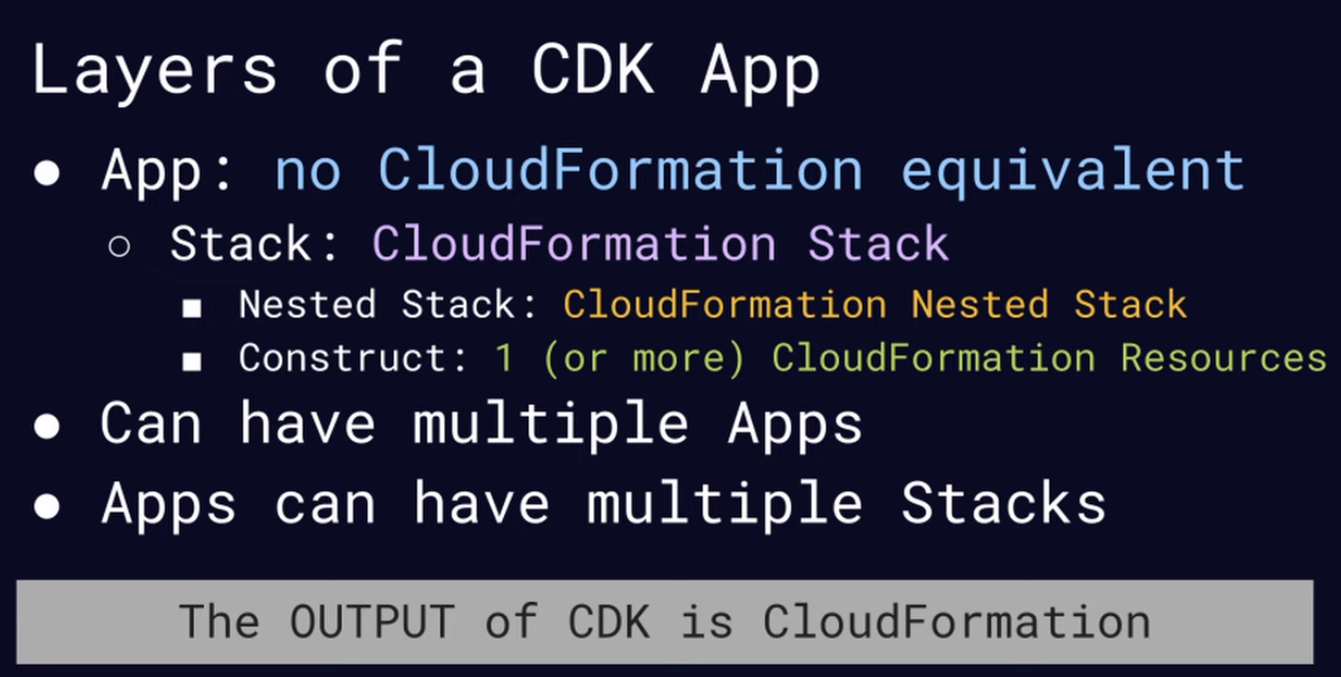 Layers of a CDK App
● App: no CloudFormation equivalent
○ Stack: CloudFormation Stack
■ Nested Stack: CloudFormation Nested Stack
■ Construct: 1 (or more) CloudFormation Resources
● Can have multiple Apps
● Apps can have multiple Stacks
The OUTPUT of CDK is CloudFormation